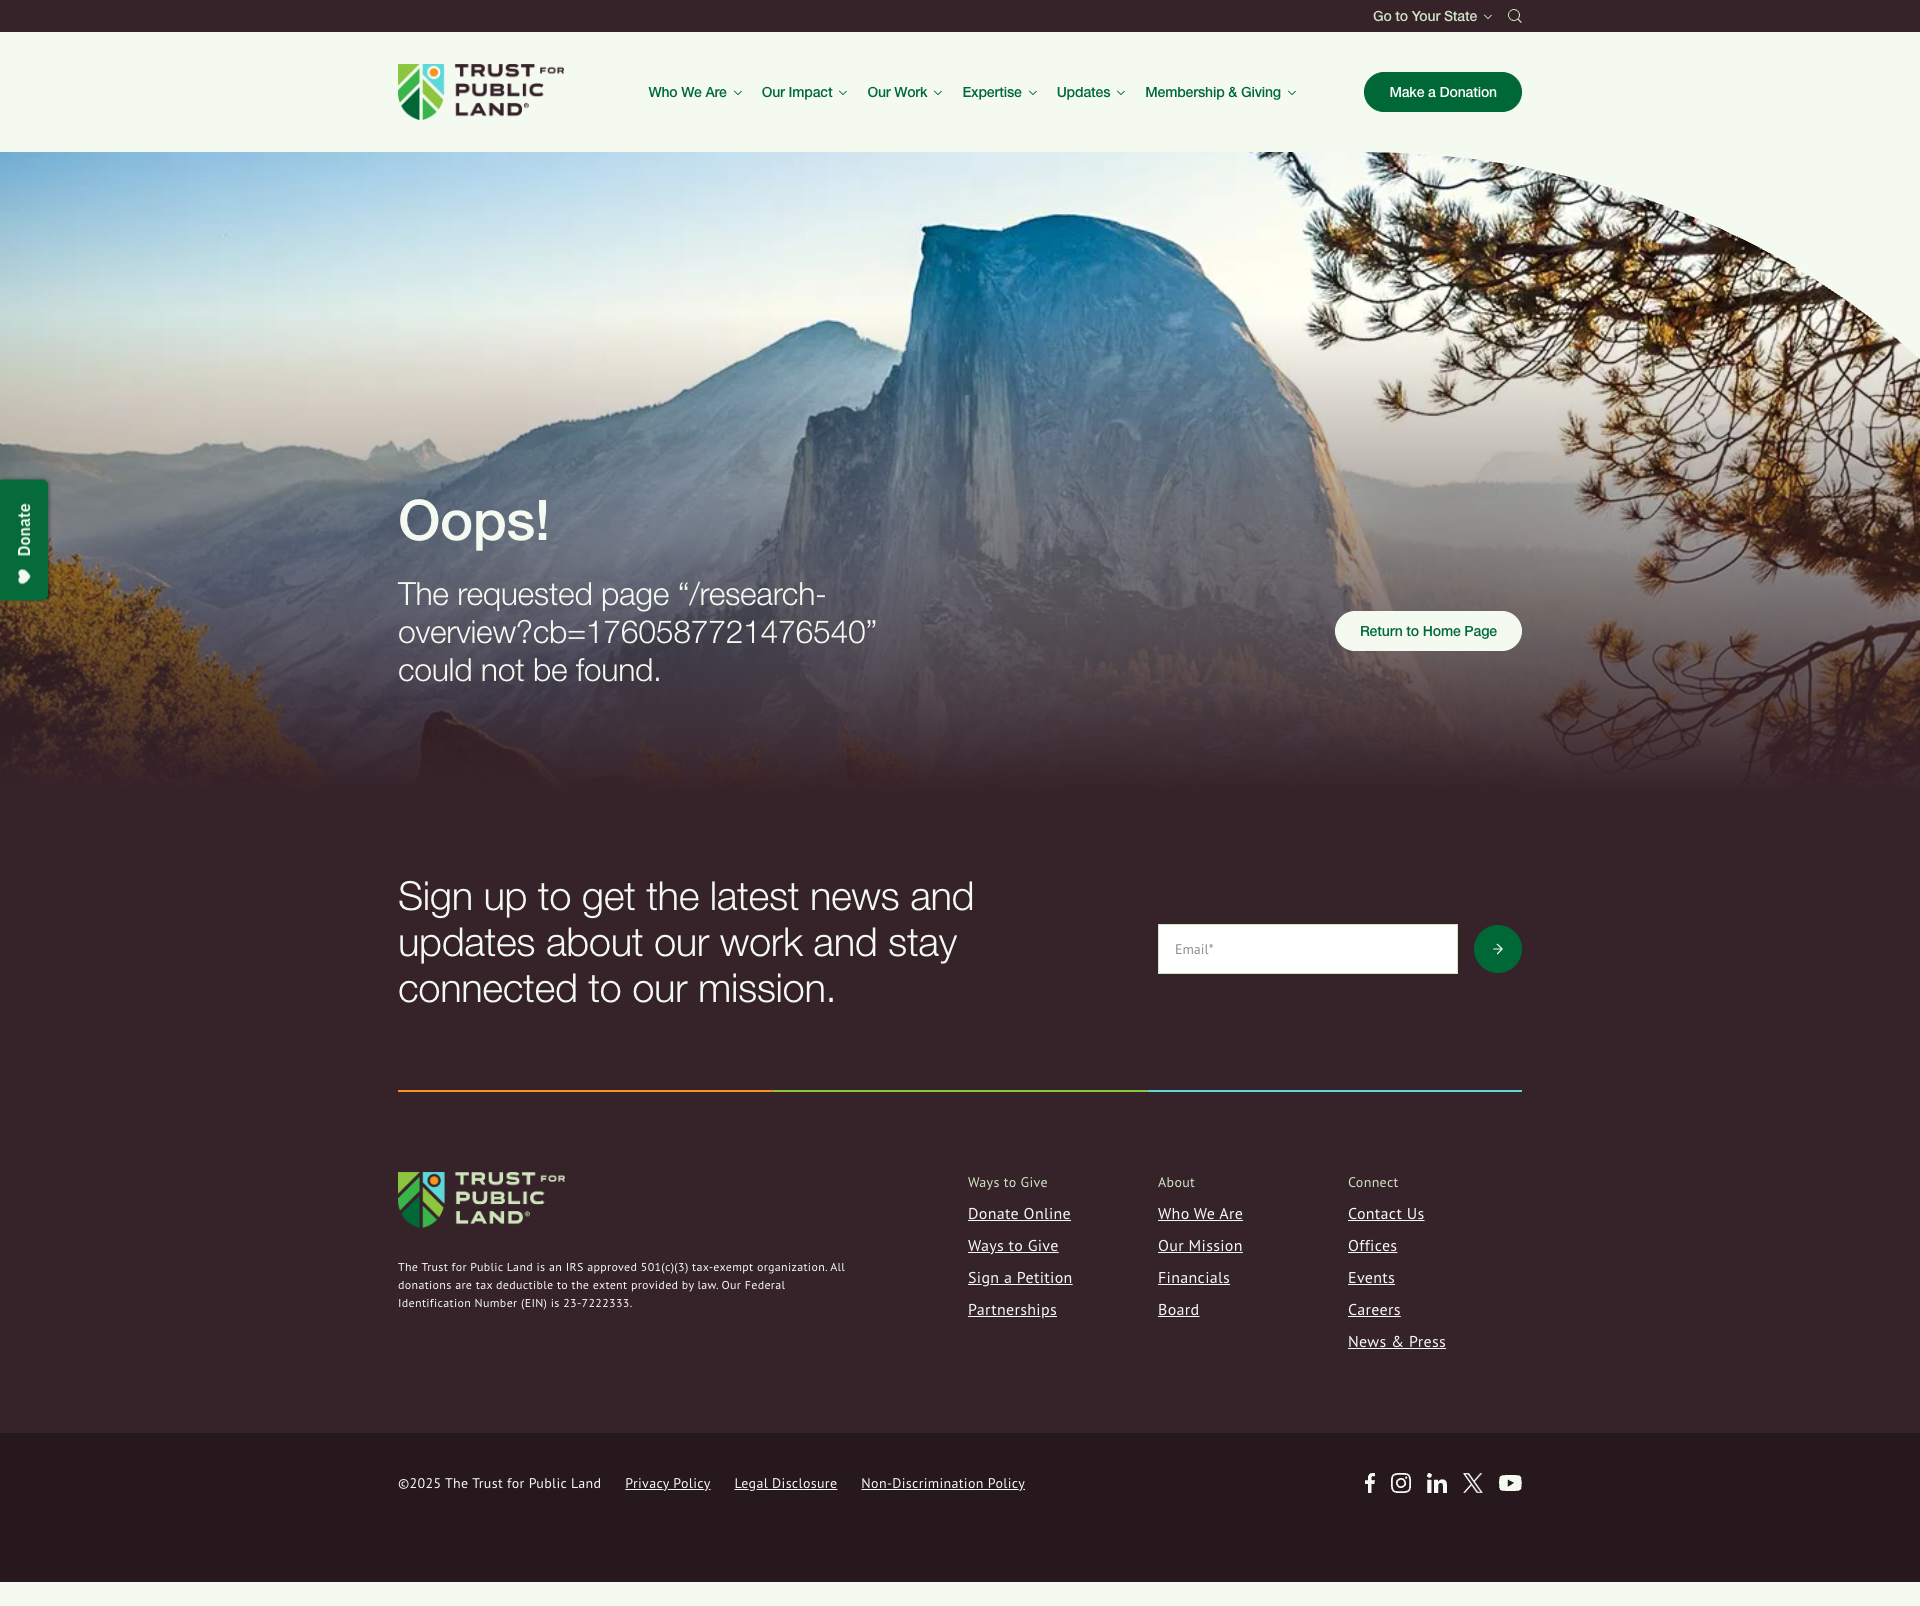 Go to Your State
TRUST FOR
PUBLIC
LAND®
Who We Are
Our Impact
Our Work
Expertise
Updates
Membership & Giving
Make a Donation
Donate
Oops!
The requested page “/research-
overview?cb=1760587721476540”
could not be found.
Return to Home Page
Sign up to get the latest news and
updates about our work and stay
connected to our mission.
Email*
TRUST FOR
PUBLIC
LAND®
The Trust for Public Land is an IRS approved 501(c)(3) tax-exempt organization. All
donations are tax deductible to the extent provided by law. Our Federal
Identification Number (EIN) is 23-7222333.
Ways to Give
Donate Online
Ways to Give
Sign a Petition
Partnerships
About
Who We Are
Our Mission
Financials
Board
Connect
Contact Us
Offices
Events
Careers
News & Press
©2025 The Trust for Public Land
Privacy Policy
Legal Disclosure
Non-Discrimination Policy